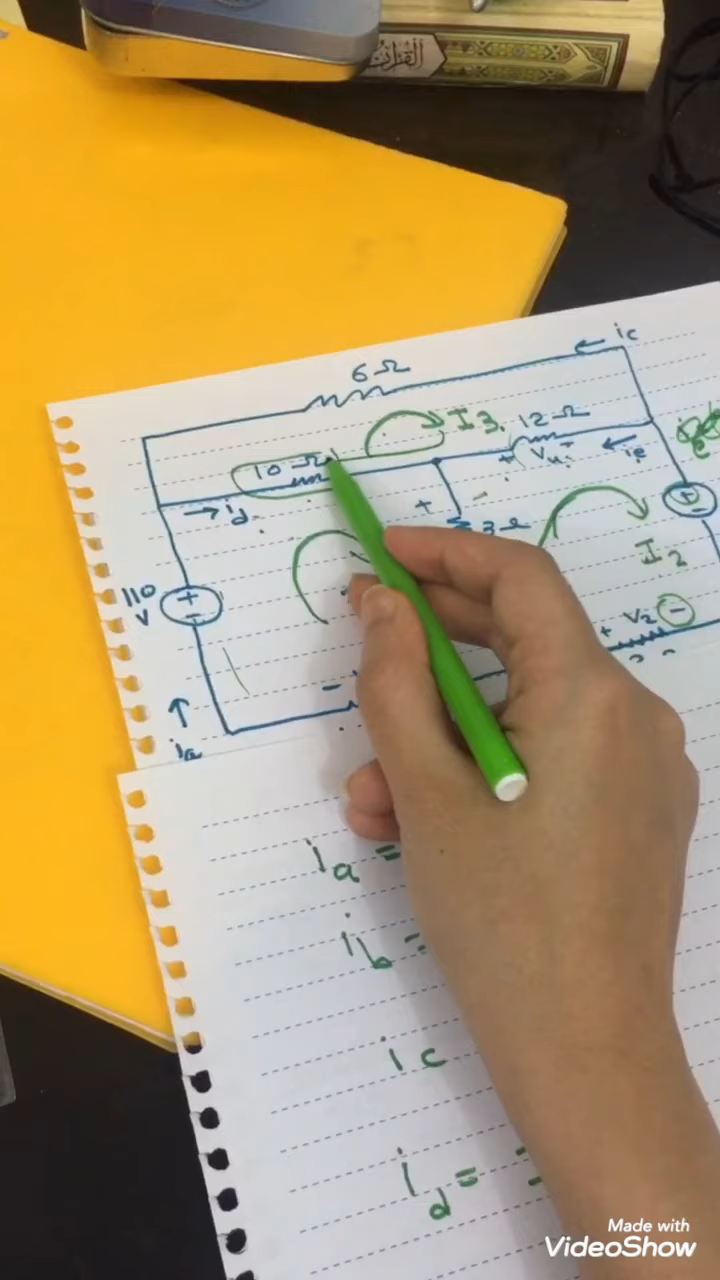 القرآن
ic
6Ω
I3
12Ω
10 Ω
+ V4 -
ie
id
+
3Ω
+
-
110
V
+
-
I2
+ V2 -
-
ia
ia =
ib =
ic
id =
Made with
VideoShow